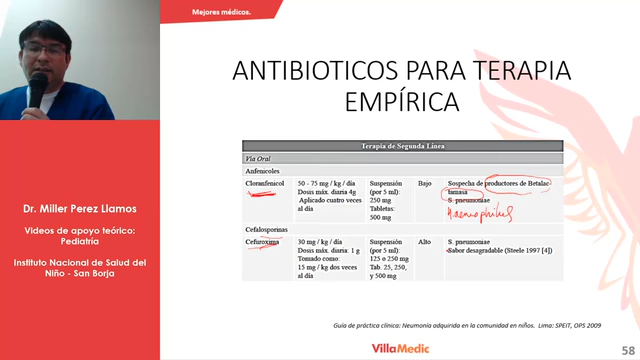 Mejores médicos.
ANTIBIOTICOS PARA TERAPIA
EMPÍRICA
Dr. Miller Perez Llamos
Videos de apoyo teórico:
Pediatría
Instituto Nacional de Salud del
Niño - San Borja
Terapia de Segunda Línea
Vía Oral
Anfenicoles
Cloranfenicol
50 - 75 mg / kg / día
Dosis máx. diaria 4g
Aplicado cuatro veces
al día
Suspensión
(por 5 ml):
250 mg
Tabletas:
500 mg
Bajo
Sospecha de productores de Betalac-
tamasa
S. pneumoniae
Haemophilus
Cefalosporinas
Cefuroxima
30 mg / kg / día
Dosis máx. diaria: 1 g
Tomado como:
15 mg / kg dos veces
al día
Suspensión
(por 5 ml):
125 o 250 mg
Tab. 25, 250,
y 500 mg
Alto
S. pneumoniae
Sabor desagradable (Steele 1997 [4])
Guía de práctica clínica: Neumonía adquirida en la comunidad en niños. Lima: SPEIT, OPS 2009
VillaMedic
58